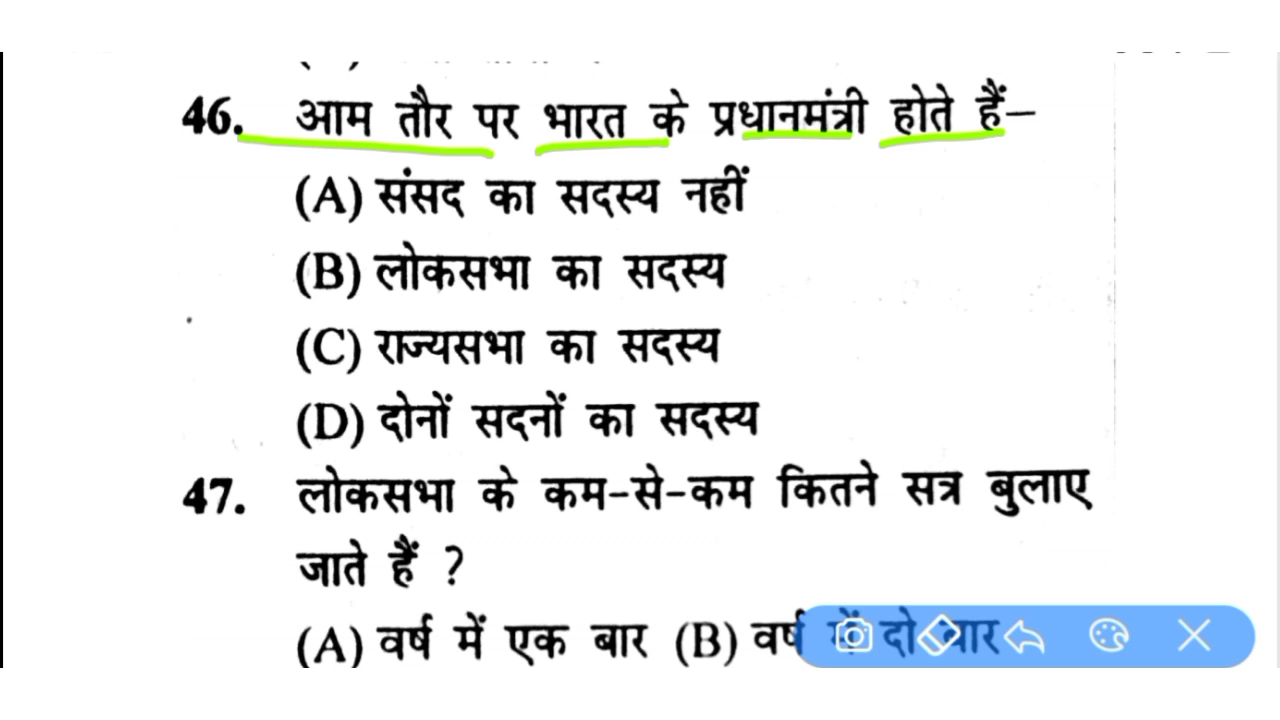 46. आम तौर पर भारत के प्रधानमंत्री होते हैं–
(A) संसद का सदस्य नहीं
(B) लोकसभा का सदस्य
(C) राज्यसभा का सदस्य
(D) दोनों सदनों का सदस्य
47. लोकसभा के कम-से-कम कितने सत्र बुलाए
जाते हैं ?
(A) वर्ष में एक बार (B) वर्ष में दो बार